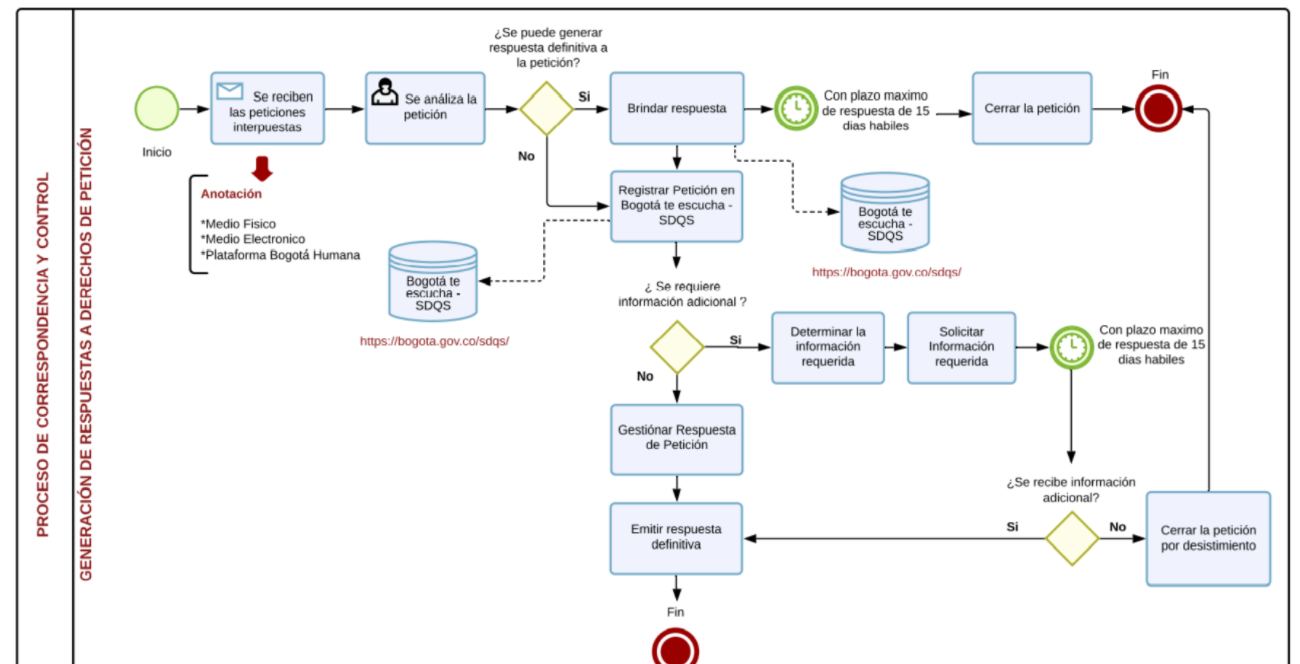 PROCESO DE CORRESPONDENCIA Y CONTROL
GENERACIÓN DE RESPUESTAS A DERECHOS DE PETICIÓN
Inicio
Se reciben
las peticiones
interpuestas
Anotación
*Medio Fisico
*Medio Electronico
*Plataforma Bogotá Humana
Se análiza la
petición
¿Se puede generar
respuesta definitiva a
la petición?
Si
No
Brindar respuesta
Con plazo maximo
de respuesta de 15
dias habiles
Cerrar la petición
Fin
Registrar Petición en
Bogotá te escucha -
SDQS
Bogotá te
escucha -
SDQS
https://bogota.gov.co/sdqs/
Bogotá te
escucha -
SDQS
https://bogota.gov.co/sdqs/
¿ Se requiere
información adicional ?
Si
No
Determinar la
información
requerida
Solicitar
Información
requerida
Con plazo maximo
de respuesta de 15
dias habiles
Gestiónar Respuesta
de Petición
¿Se recibe información
adicional?
Si
No
Cerrar la petición
por desistimiento
Emitir respuesta
definitiva
Fin